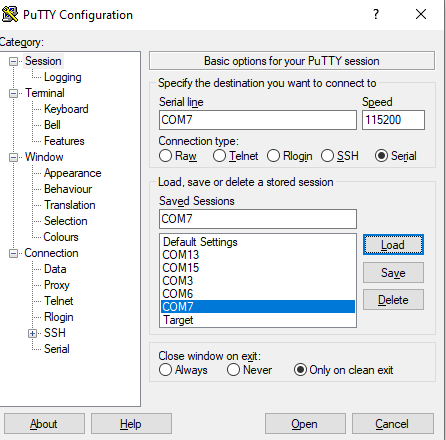 PuTTY Configuration
? ×
Category:
Session
Logging
Terminal
Keyboard
Bell
Features
Window
Appearance
Behaviour
Translation
Selection
Colours
Connection
Data
Proxy
Telnet
Rlogin
SSH
Serial
Basic options for your PuTTY session
Specify the destination you want to connect to
Serial line Speed
COM7 115200
Connection type:
Raw Telnet Rlogin SSH Serial
Load, save or delete a stored session
Saved Sessions
COM7
Default Settings
COM13
COM15
COM3
COM6
COM7
Target
Load
Save
Delete
Close window on exit:
Always Never Only on clean exit
About Help Open Cancel